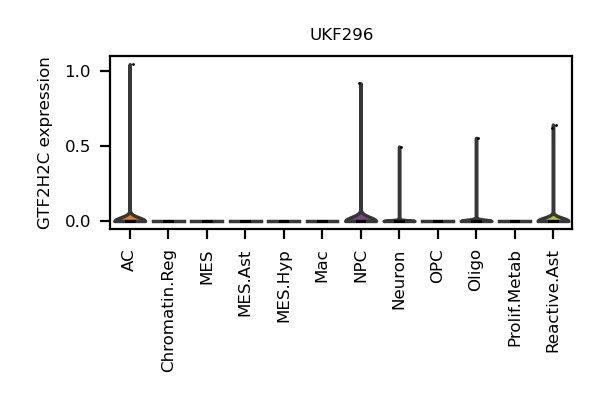 UKF296
GTF2H2C expression
1.0
0.5
0.0
AC
Chromatin.Reg
MES
MES.Ast
MES.Hyp
Mac
NPC
Neuron
OPC
Oligo
Prolif.Metab
Reactive.Ast